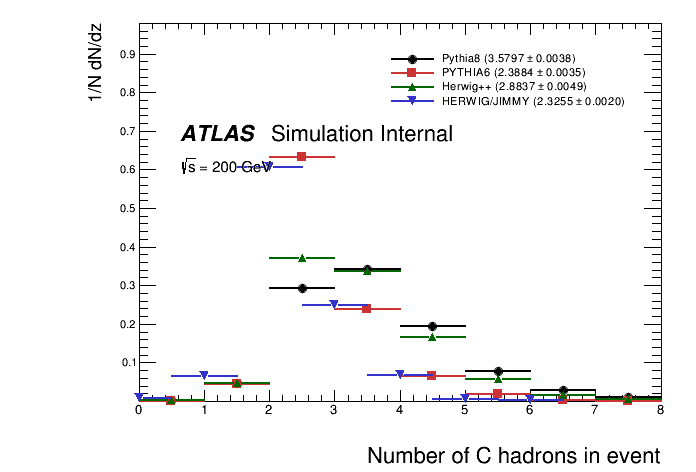 1/N dN/dz
0.9
0.8
0.7
0.6
0.5
0.4
0.3
0.2
0.1
Pythia8 (3.5797 ± 0.0038)
PYTHIA6 (2.3884 ± 0.0035)
Herwig++ (2.8837 ± 0.0049)
HERWIG/JIMMY (2.3255 ± 0.0020)
ATLAS Simulation Internal
√s = 200 GeV
0 1 2 3 4 5 6 7 8
Number of C hadrons in event